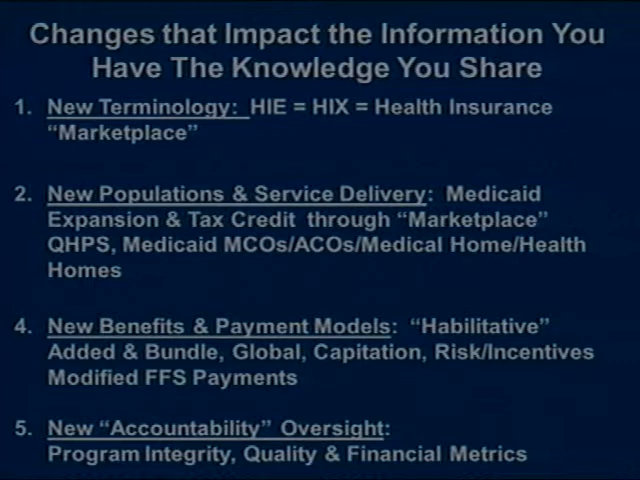 Changes that Impact the Information You
Have The Knowledge You Share
1. New Terminology: HIE = HIX = Health Insurance
“Marketplace”
2. New Populations & Service Delivery: Medicaid
Expansion & Tax Credit through “Marketplace”
QHPS, Medicaid MCOs/ACOs/Medical Home/Health
Homes
4. New Benefits & Payment Models: “Habilitative”
Added & Bundle, Global, Capitation, Risk/Incentives
Modified FFS Payments
5. New “Accountability” Oversight:
Program Integrity, Quality & Financial Metrics